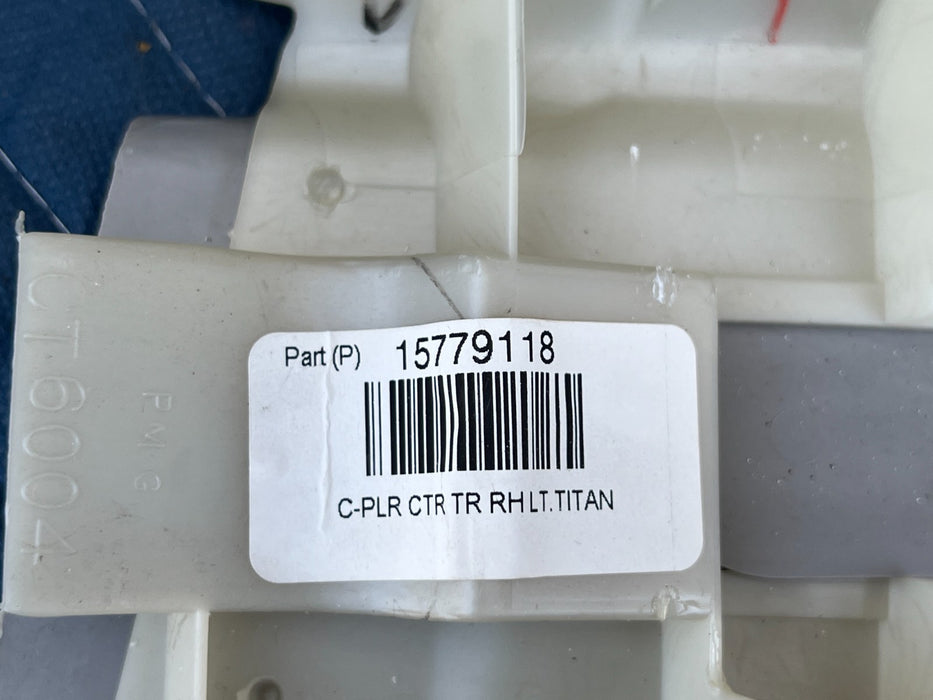 Part (P) 15779118
C-PLR CTR TR RH LT.TITAN
CT6004
PMG